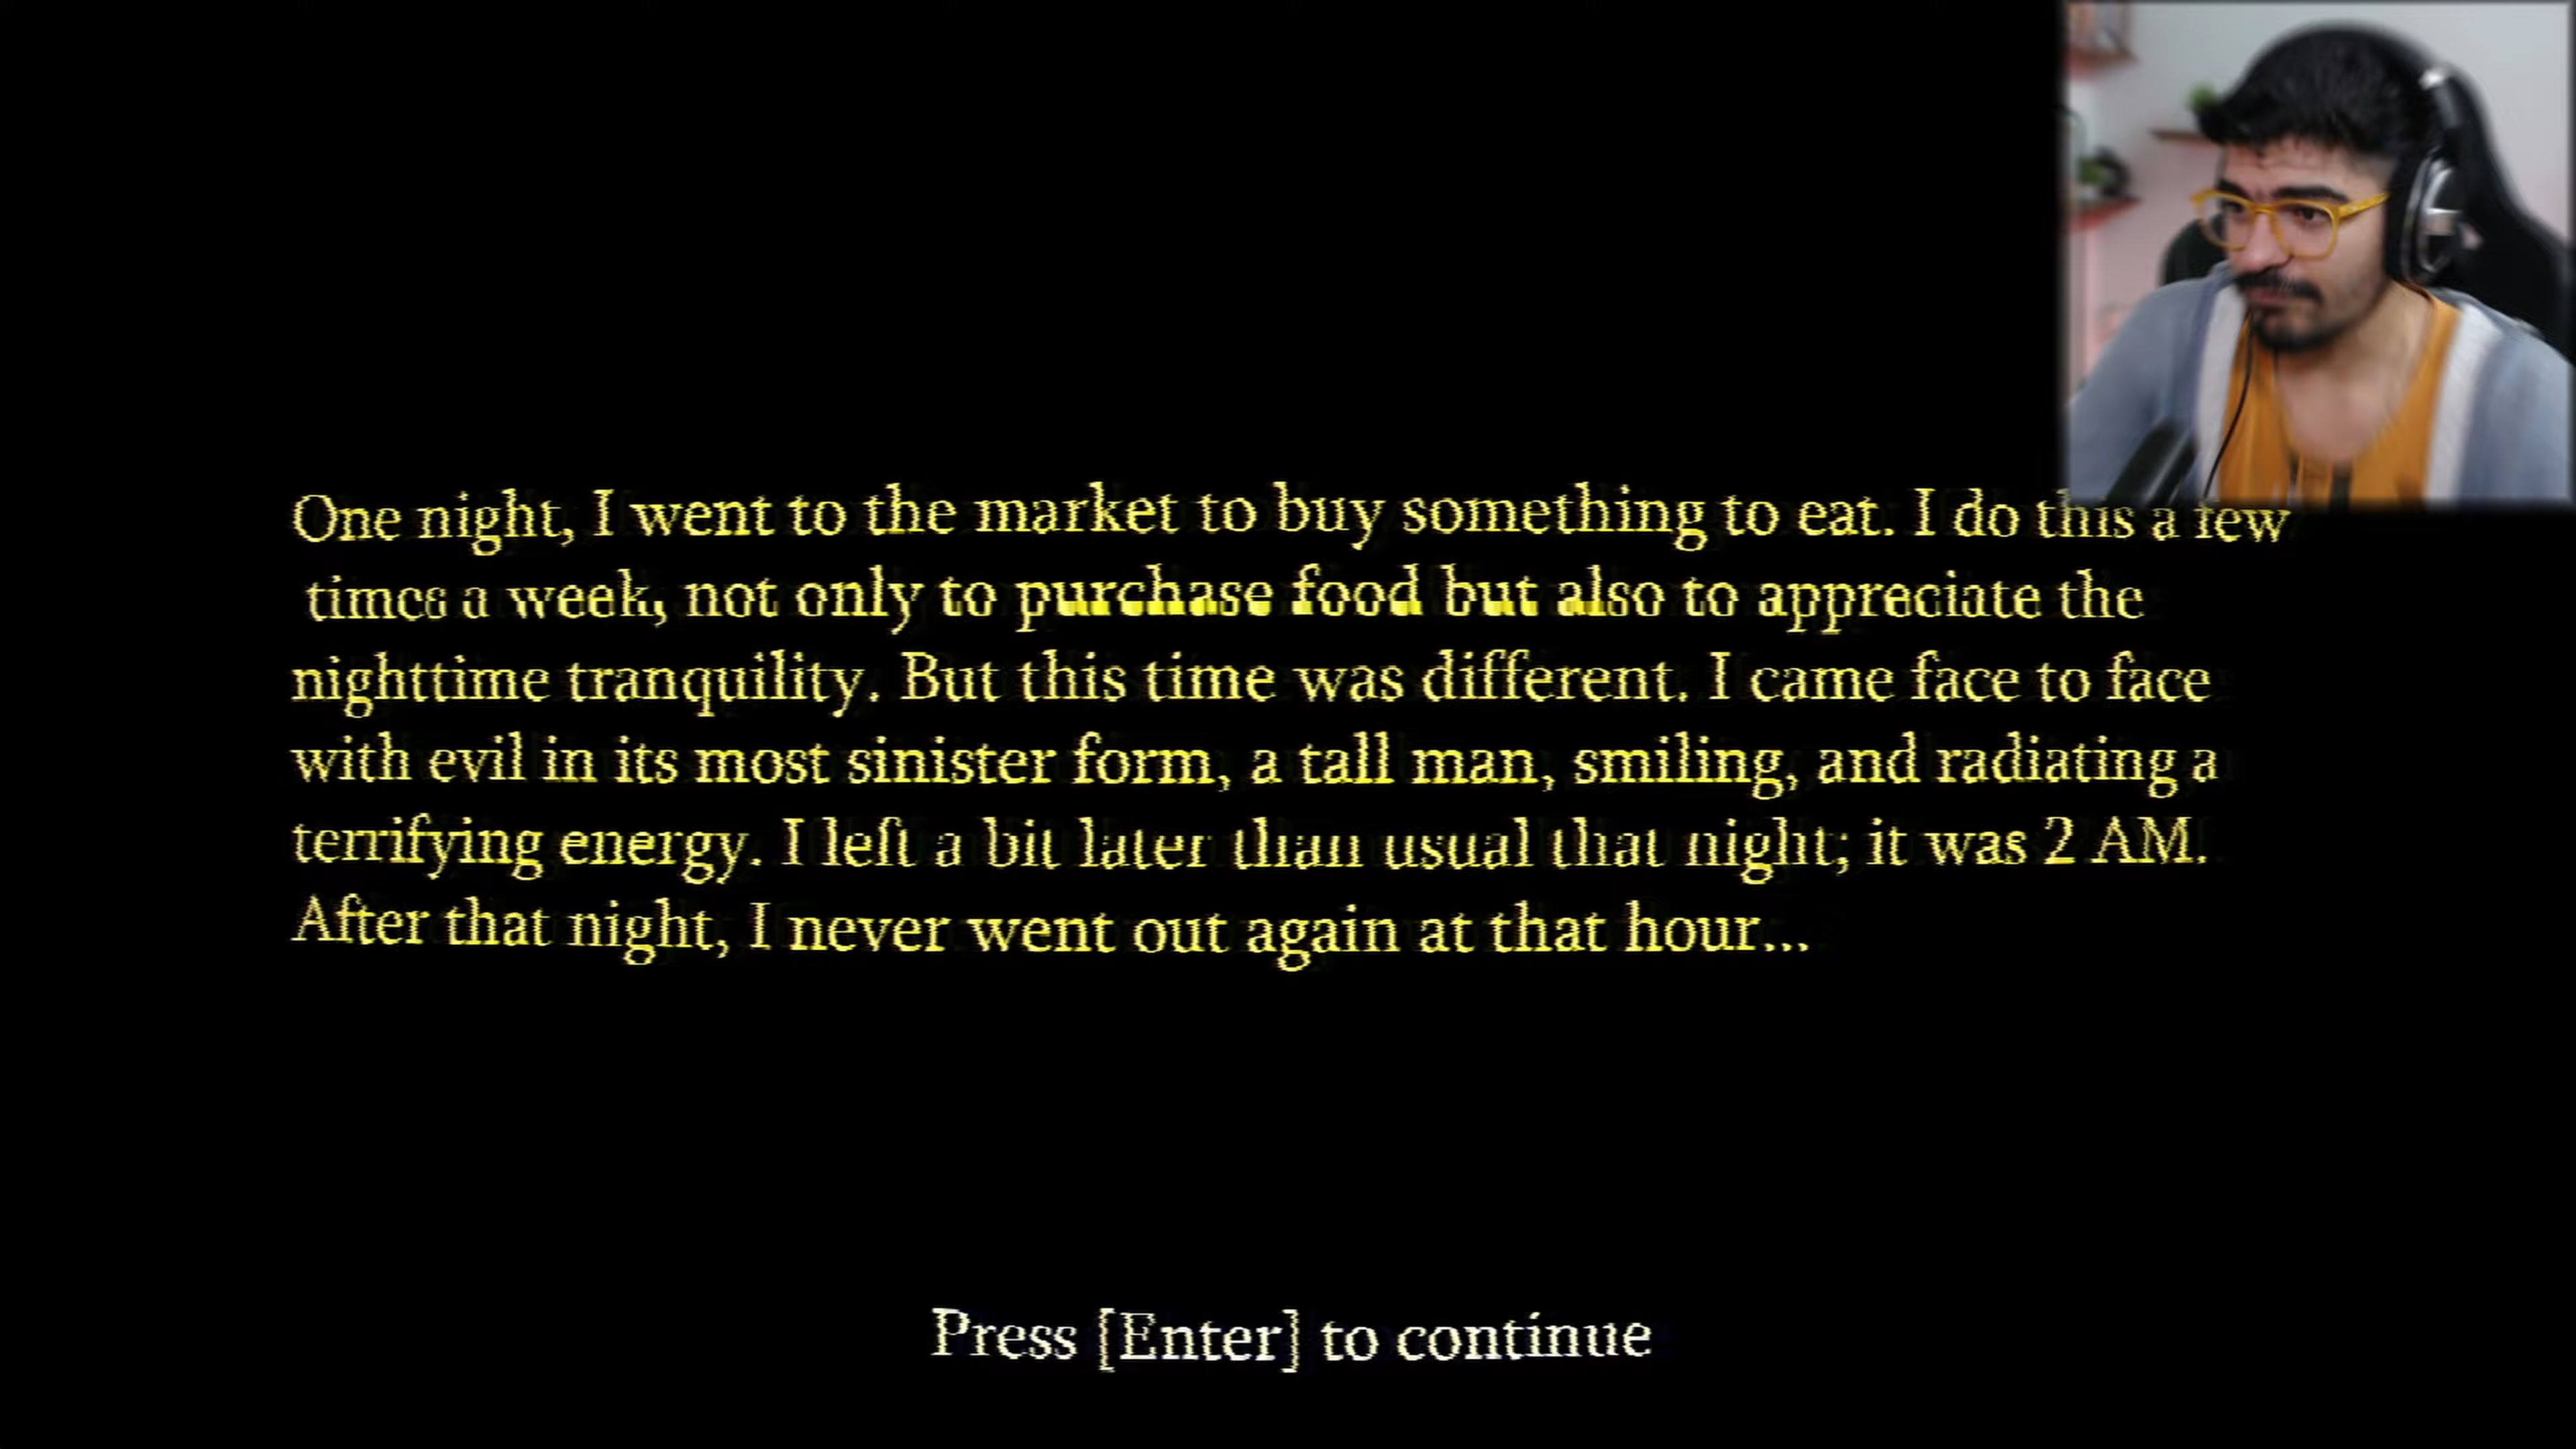 One night, I went to the market to buy something to eat. I do this a few
times a week, not only to purchase food but also to appreciate the
nighttime tranquility. But this time was different. I came face to face
with evil in its most sinister form, a tall man, smiling, and radiating a
terrifying energy. I left a bit later than usual that night; it was 2 AM.
After that night, I never went out again at that hour...
Press [Enter] to continue